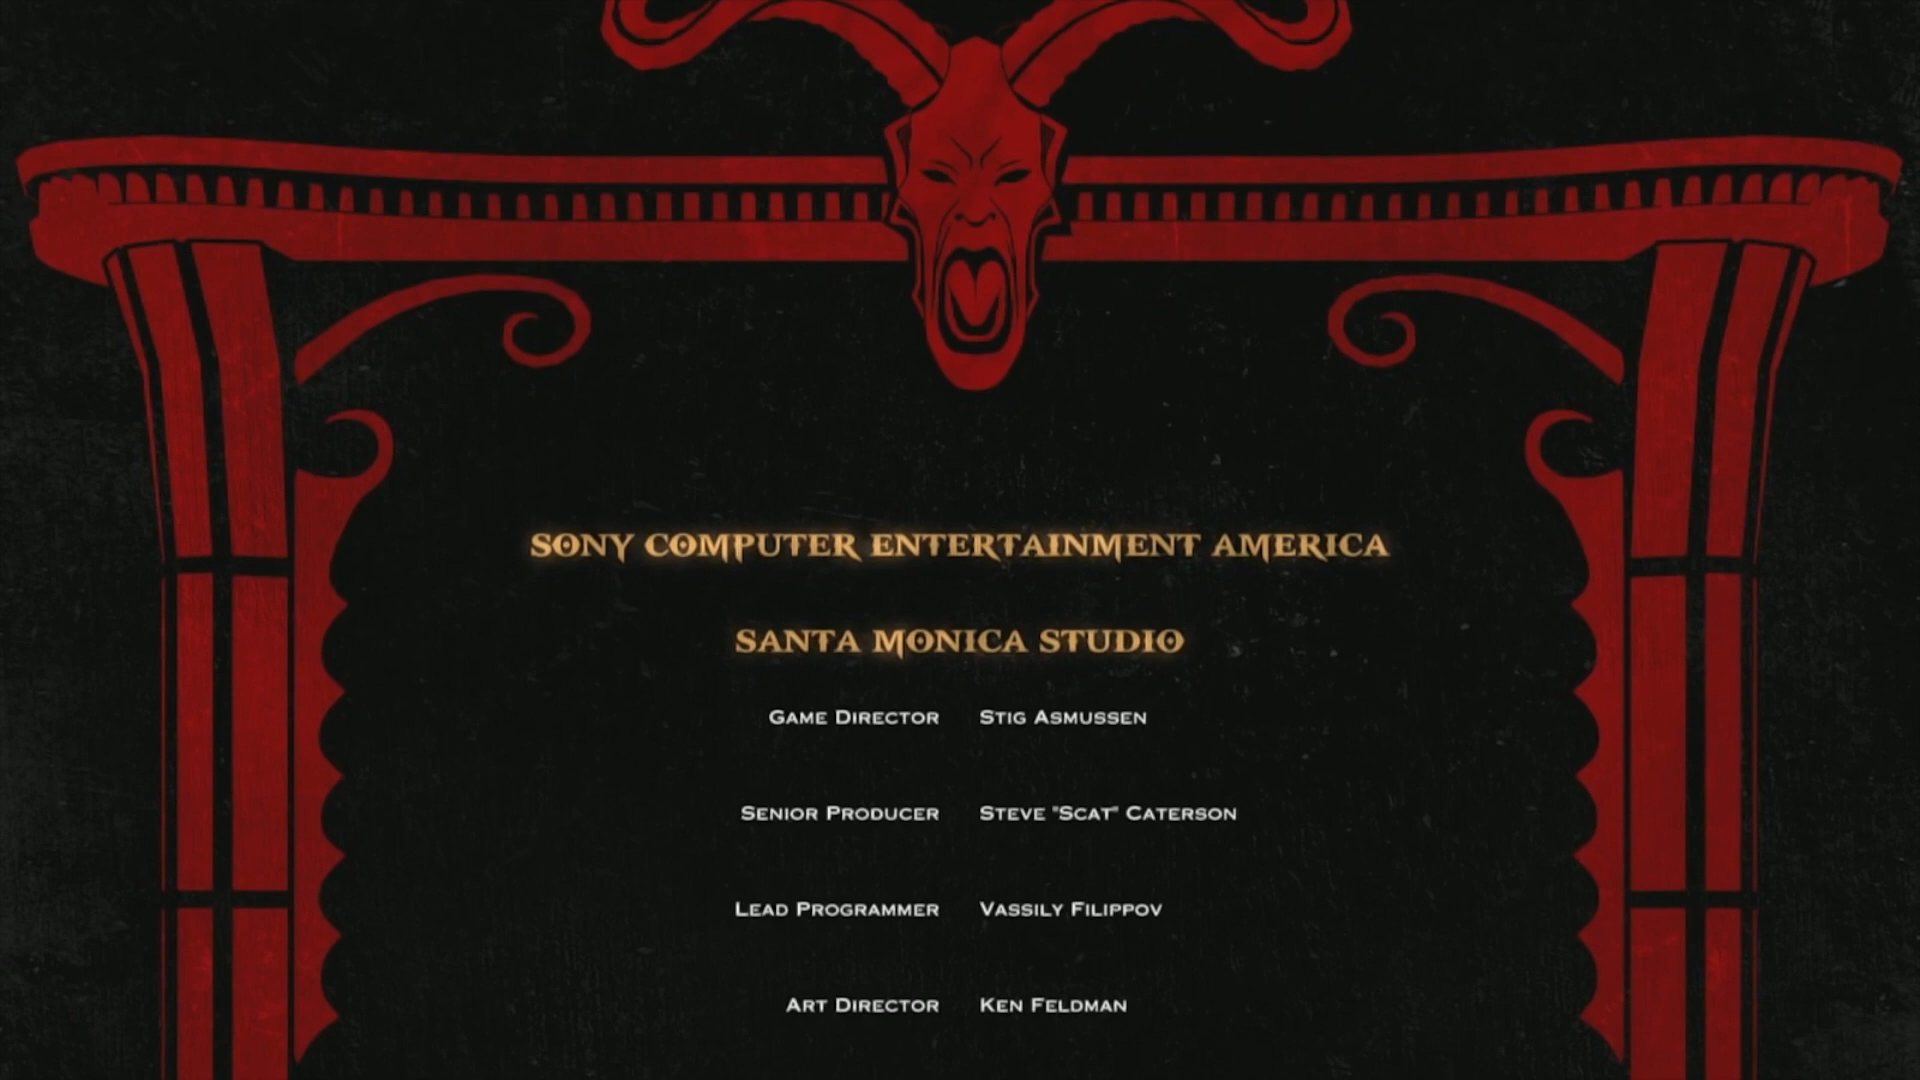 SONY COMPUTER ENTERTAINMENT AMERICA
SANTA MONICA STUDIO
GAME DIRECTOR STIG ASMUSSEN
SENIOR PRODUCER STEVE "SCAT" CATERSON
LEAD PROGRAMMER VASSILY FILIPPOV
ART DIRECTOR KEN FELDMAN